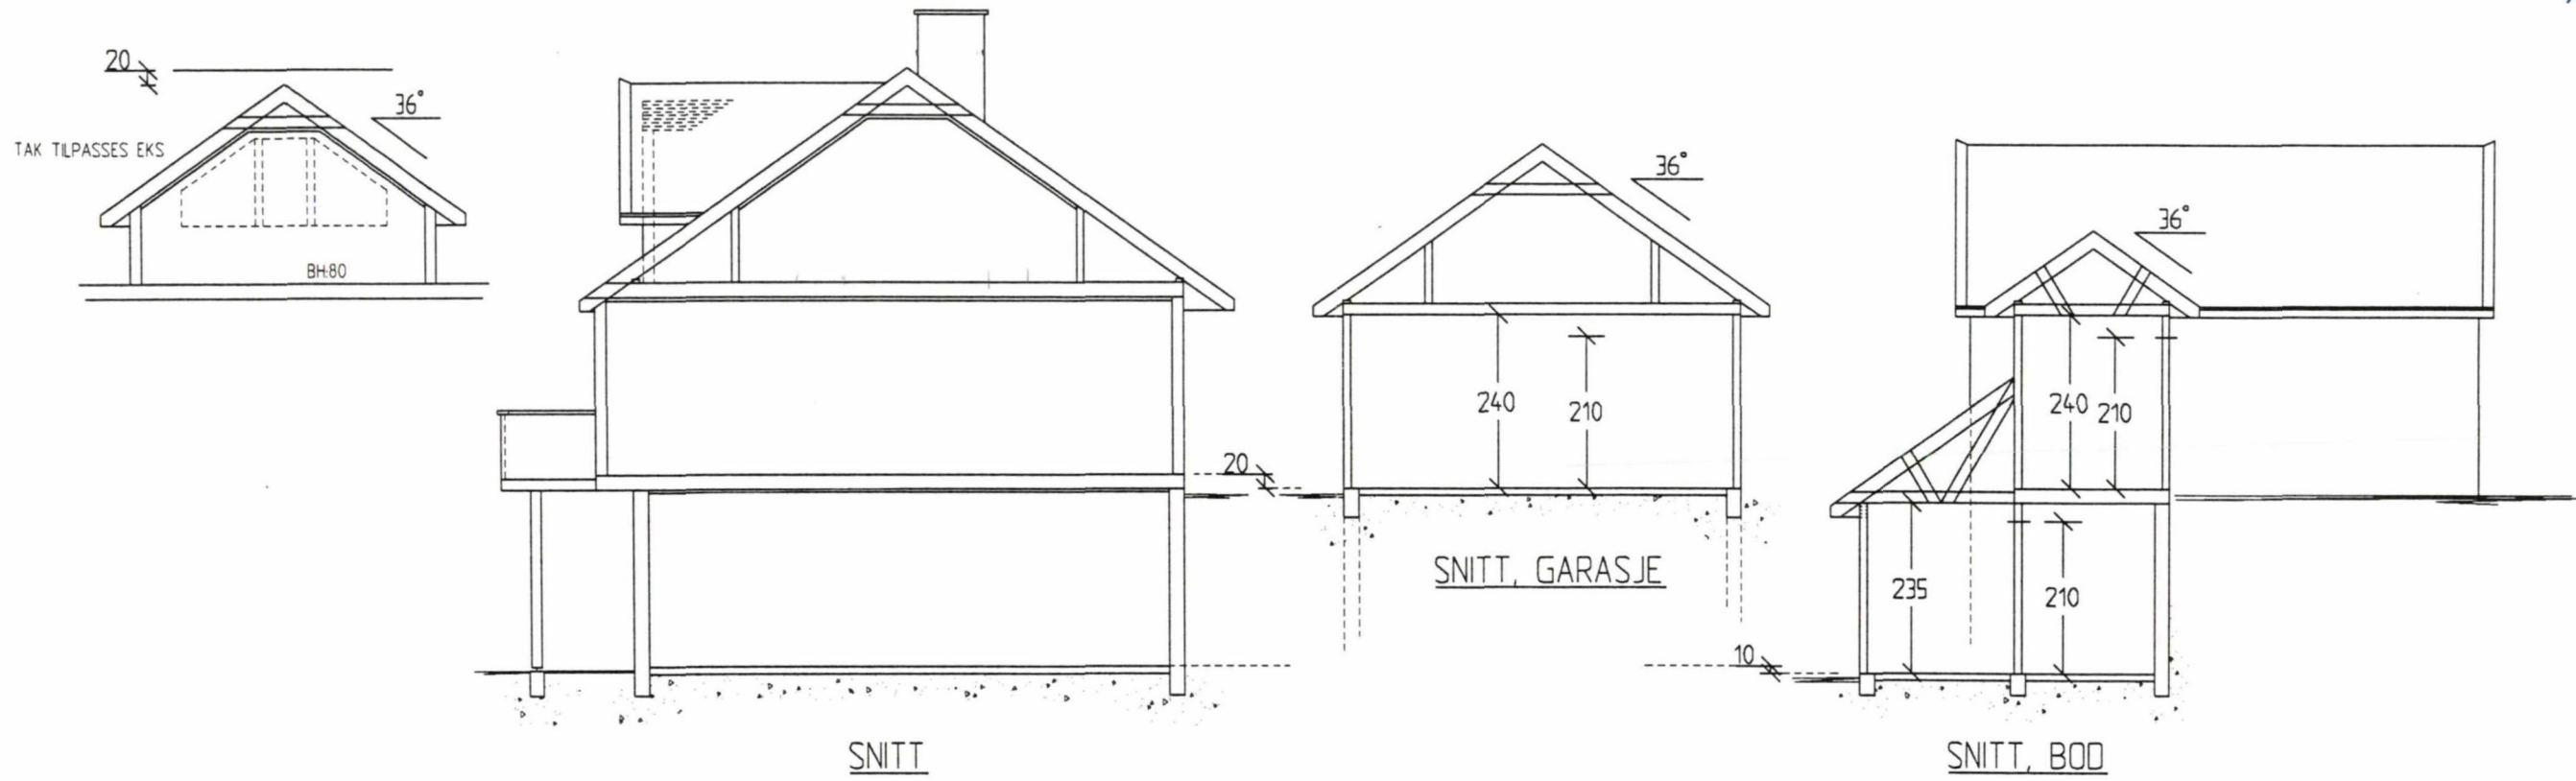 20
36°
TAK TILPASSES EKS
BH:80
20
SNITT
36°
240
210
SNITT, GARASJE
36°
240
210
235
210
10
SNITT, BOD